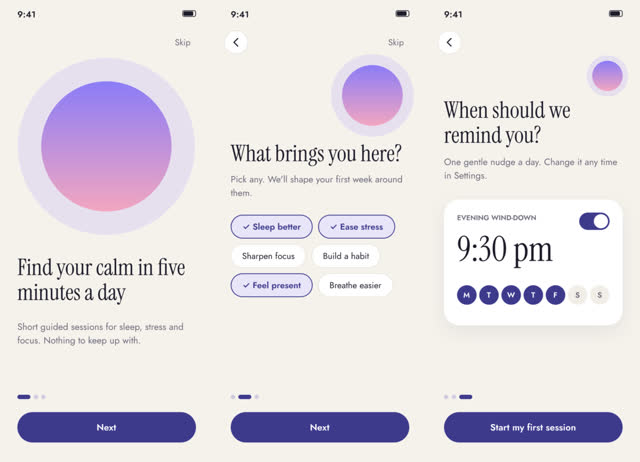 9:41
Skip
Find your calm in five
minutes a day
Short guided sessions for sleep, stress and
focus. Nothing to keep up with.
Next
9:41
Skip
What brings you here?
Pick any. We'll shape your first week around
them.
✓ Sleep better
✓ Ease stress
Sharpen focus
Build a habit
✓ Feel present
Breathe easier
Next
9:41
When should we
remind you?
One gentle nudge a day. Change it any time
in Settings.
EVENING WIND-DOWN
9:30 pm
M T W T F S S
Start my first session